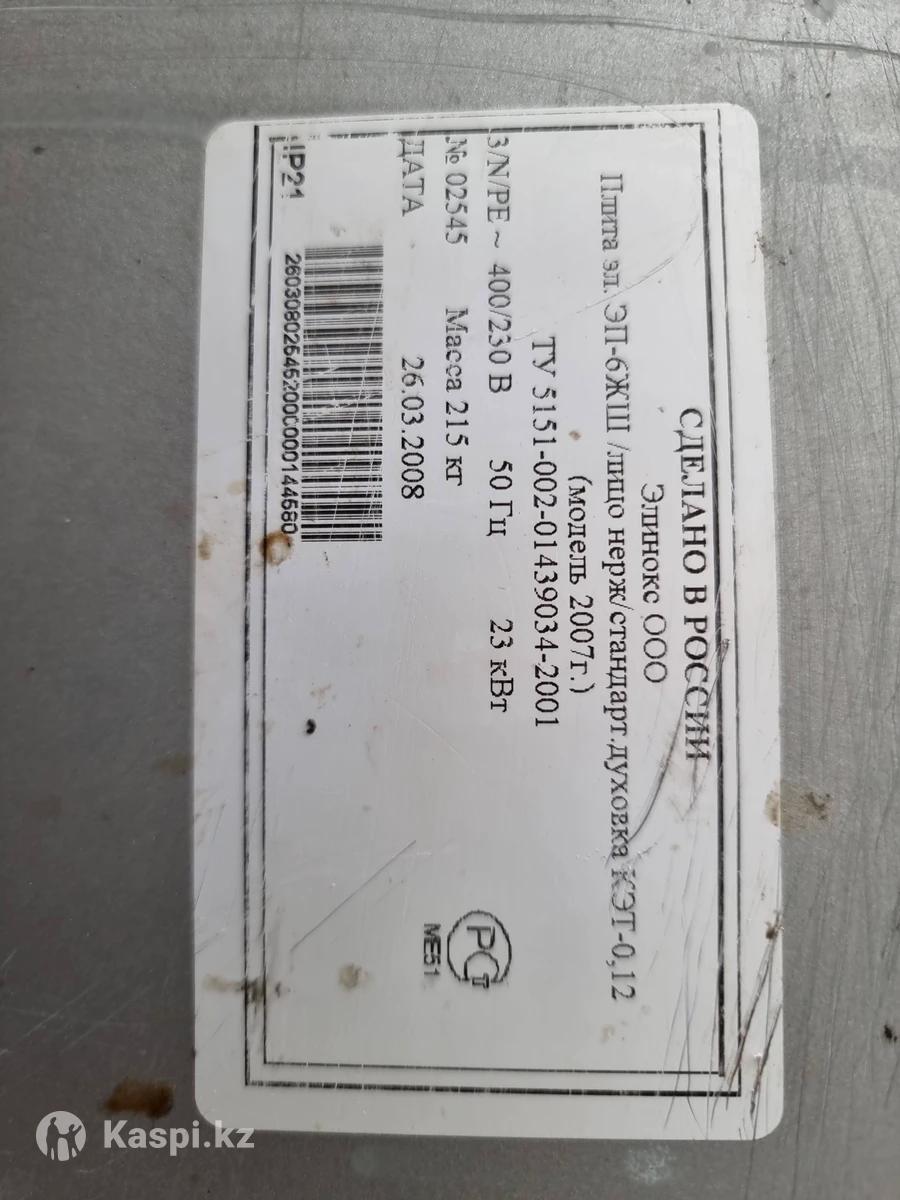 СДЕЛАНО В РОССИИ
Элинокс ООО
Плита эл. ЭП-6ЖШ /лицо нерж/стандарт.духовка КЭТ-0,12
(модель 2007г.)
ТУ 5151-002-01439034-2001
3/N/PE ~ 400/230 В 50 Гц 23 кВт
№ 02545 Масса 215 кг
РСТ
ДАТА 26.03.2008
МЕ51
IP21
2603080254520000000144680
Kaspi.kz